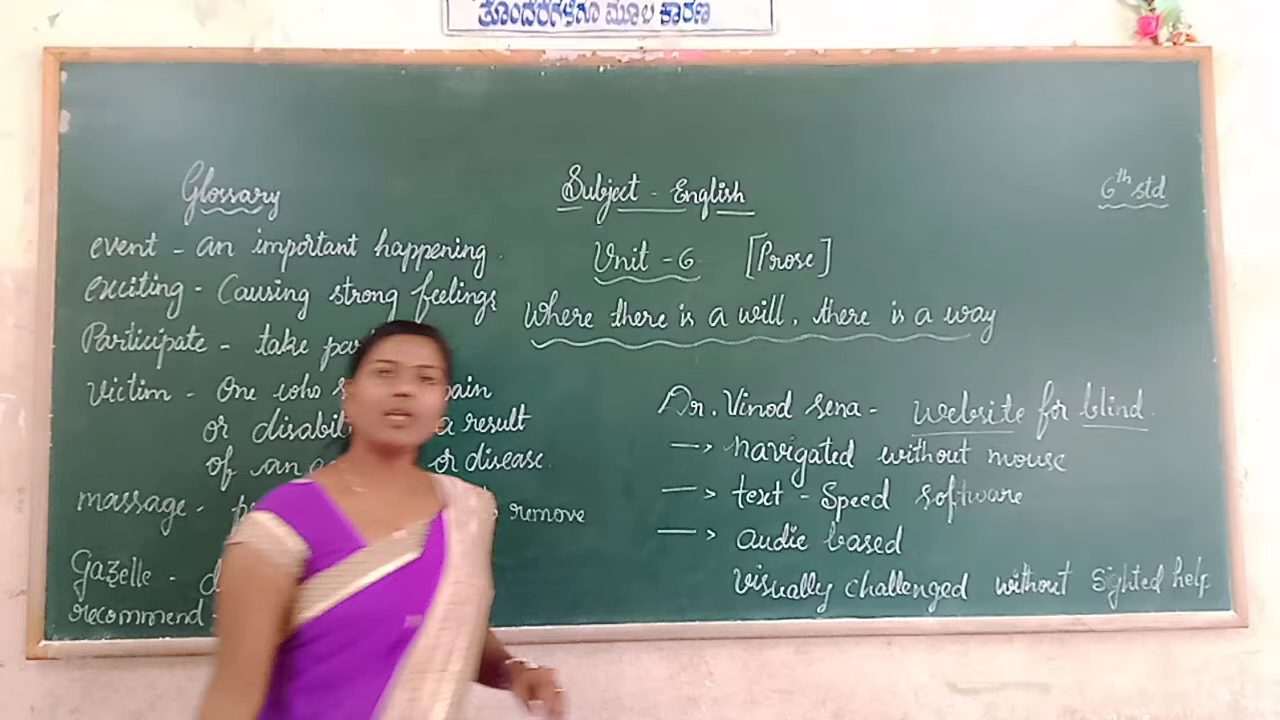 ತೊಂದರೆಗಳಿಗೂ ಮೂಲ ಕಾರಣ
Subject - English
6th std
Unit - 6 [Prose]
Where there is a will, there is a way
Glossary
event - an important happening.
exciting - Causing strong feelings
Participate - take
Victim - One who pain
or a result
of an or disease.
massage - remove
Gazelle -
recommend -
Dr. Vinod Sena - website for blind.
→ navigated without mouse
→ text - Speed software
→ audie based
visually challenged without Sighted help